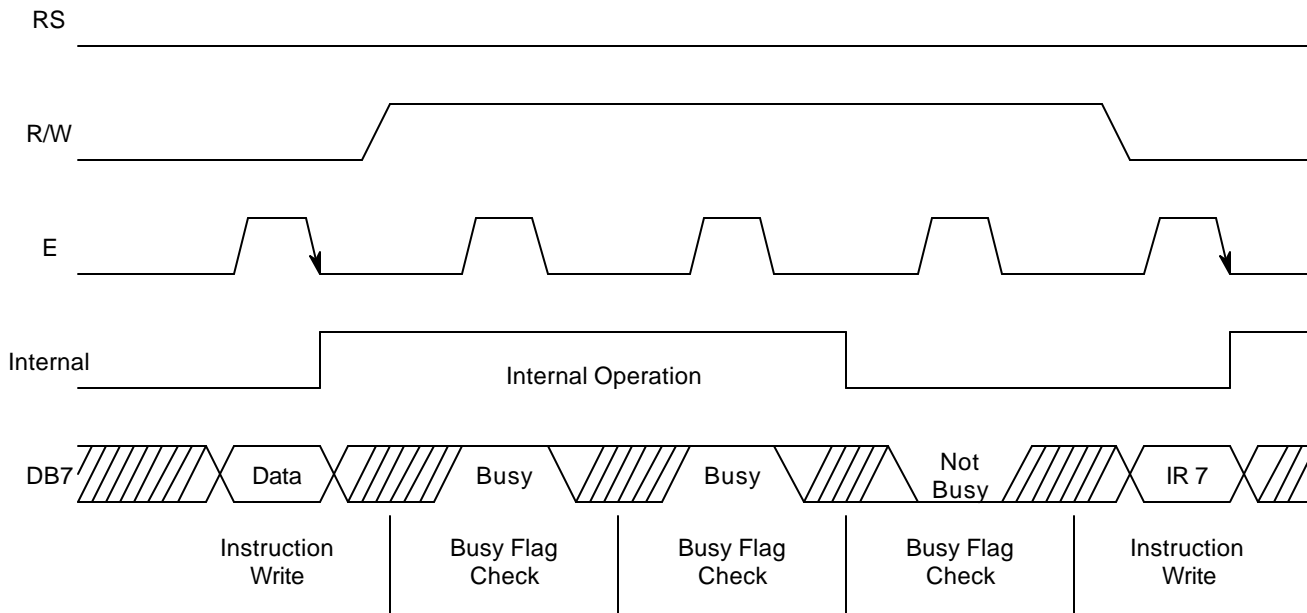 RS
R/W
E
Internal
Internal Operation
DB7
Data
Busy
Busy
Not
Busy
IR 7
Instruction
Write
Busy Flag
Check
Busy Flag
Check
Busy Flag
Check
Instruction
Write